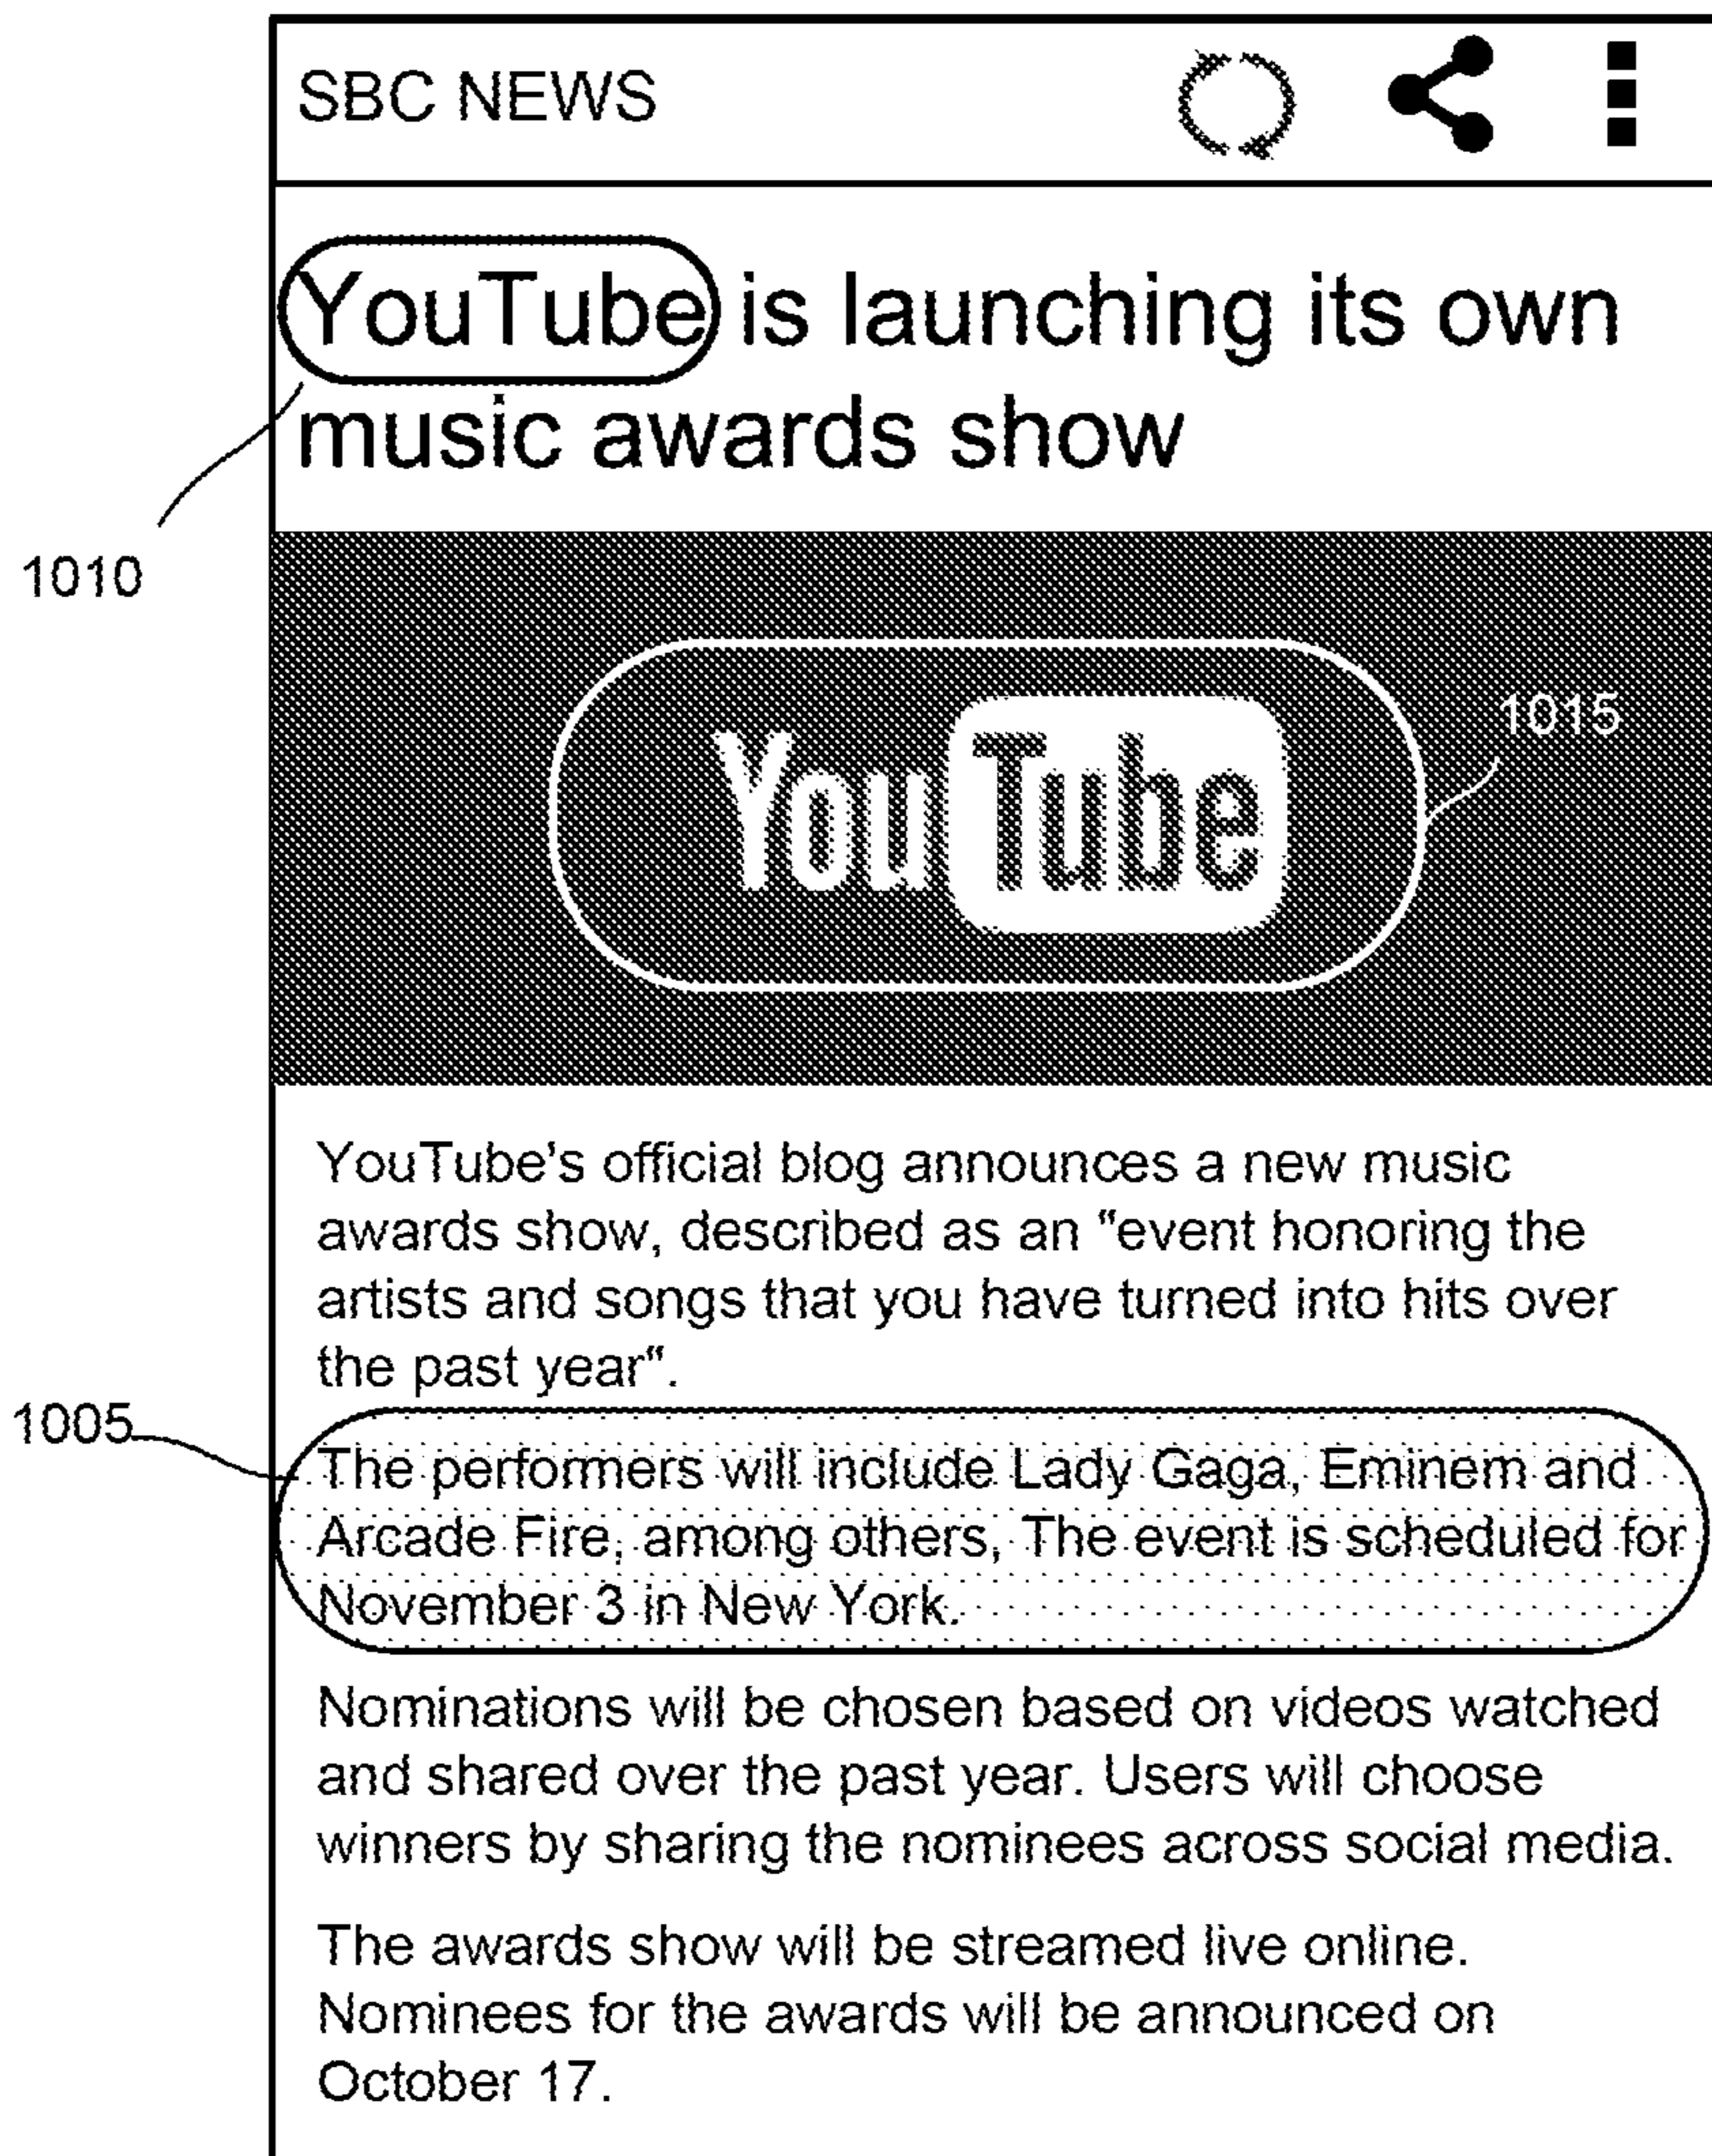 SBC NEWS
YouTube is launching its own
music awards show
1010
1015
YouTube
YouTube's official blog announces a new music
awards show, described as an "event honoring the
artists and songs that you have turned into hits over
the past year".
1005
The performers will include Lady Gaga, Eminem and
Arcade Fire, among others, The event is scheduled for
November 3 in New York.
Nominations will be chosen based on videos watched
and shared over the past year. Users will choose
winners by sharing the nominees across social media.
The awards show will be streamed live online.
Nominees for the awards will be announced on
October 17.